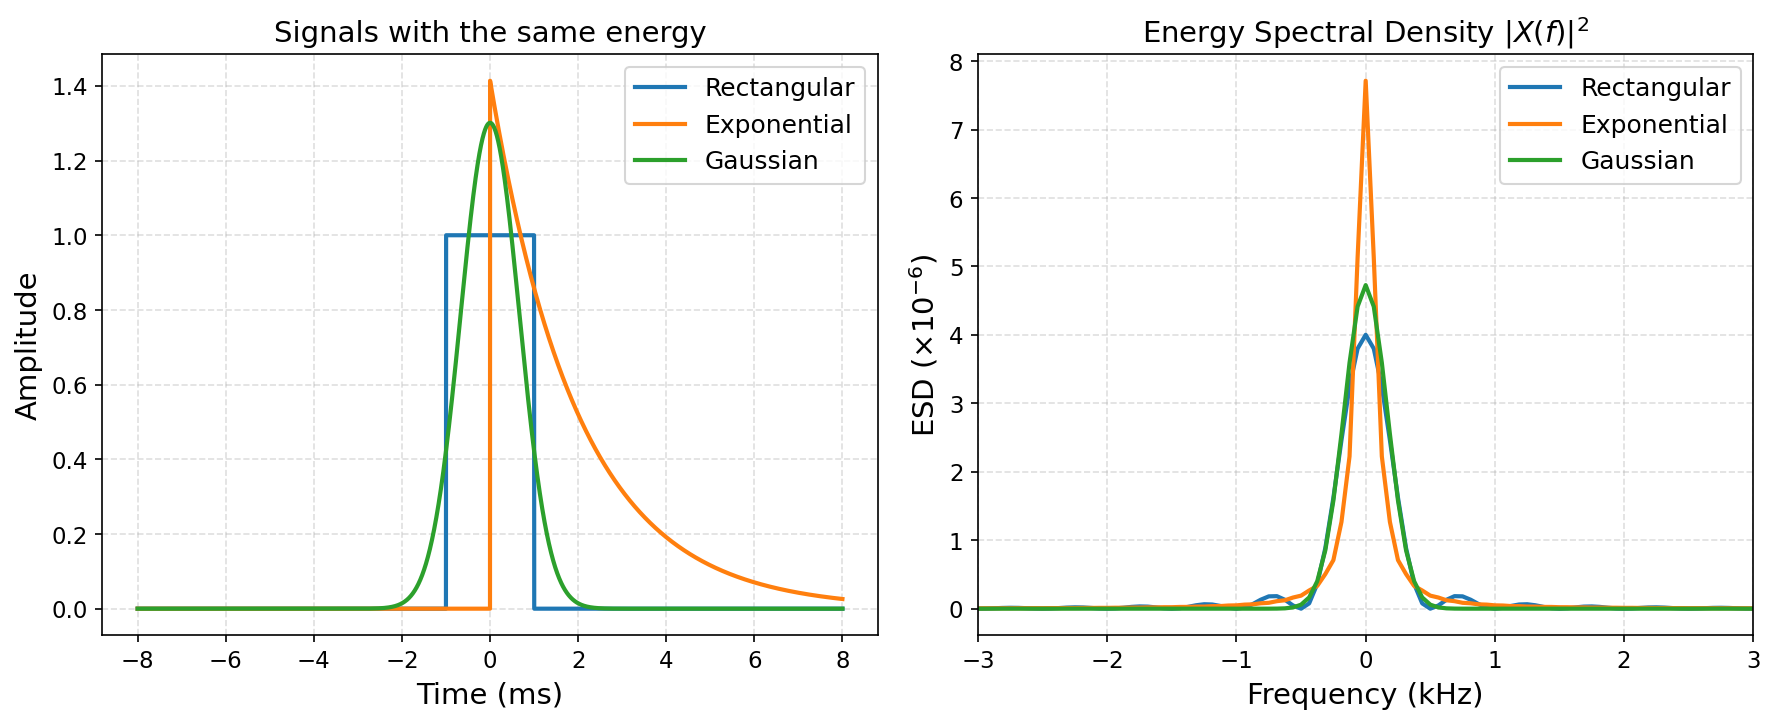 Signals with the same energy
Rectangular
Exponential
Gaussian
Amplitude
1.4
1.2
1.0
0.8
0.6
0.4
0.2
0.0
−8 −6 −4 −2 0 2 4 6 8
Time (ms)
Energy Spectral Density |X(f)|²
Rectangular
Exponential
Gaussian
ESD (×10⁻⁶)
8
7
6
5
4
3
2
1
0
−3 −2 −1 0 1 2 3
Frequency (kHz)